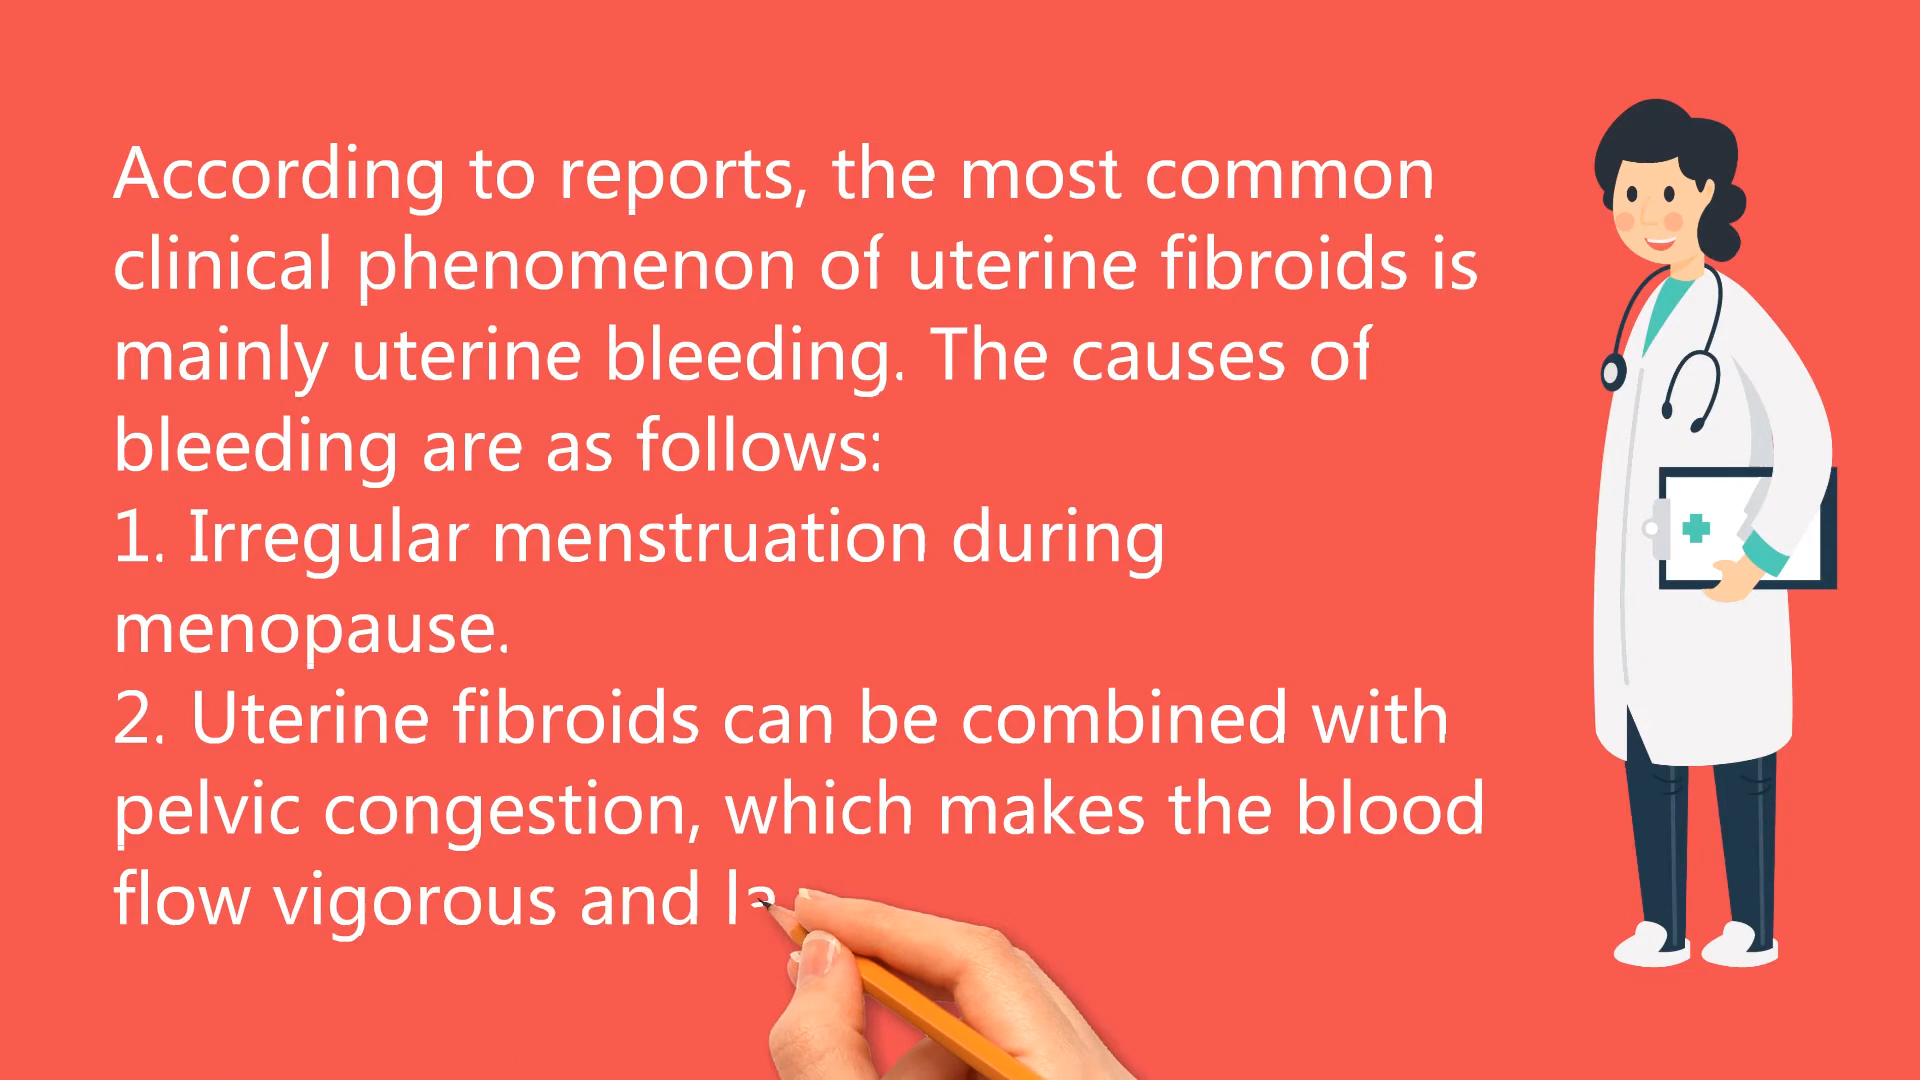 According to reports, the most common
clinical phenomenon of uterine fibroids is
mainly uterine bleeding. The causes of
bleeding are as follows:
1. Irregular menstruation during
menopause.
2. Uterine fibroids can be combined with
pelvic congestion, which makes the blood
flow vigorous and